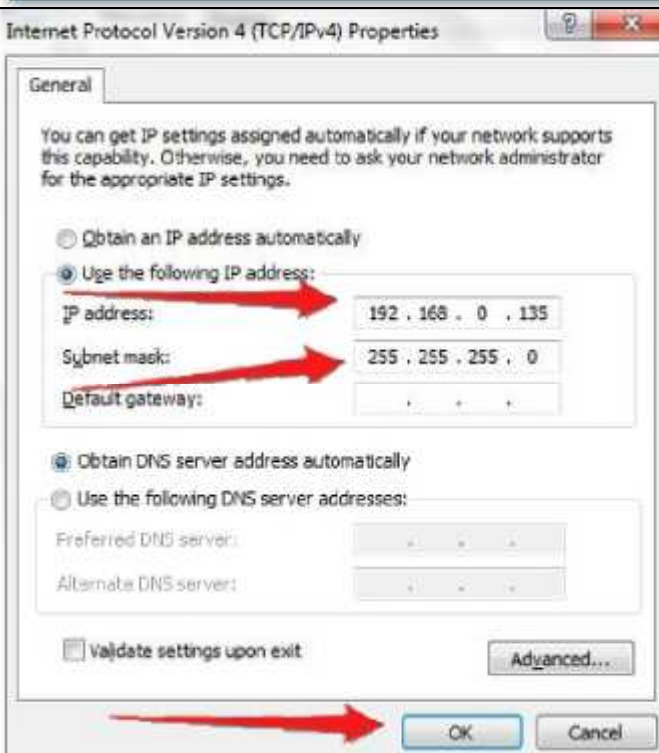 Internet Protocol Version 4 (TCP/IPv4) Properties
General
You can get IP settings assigned automatically if your network supports
this capability. Otherwise, you need to ask your network administrator
for the appropriate IP settings.
Obtain an IP address automatically
Use the following IP address:
IP address: 192 . 168 . 0 . 135
Subnet mask: 255 . 255 . 255 . 0
Default gateway: . . .
Obtain DNS server address automatically
Use the following DNS server addresses:
Preferred DNS server: . . .
Alternate DNS server: . . .
Validate settings upon exit
Advanced...
OK Cancel